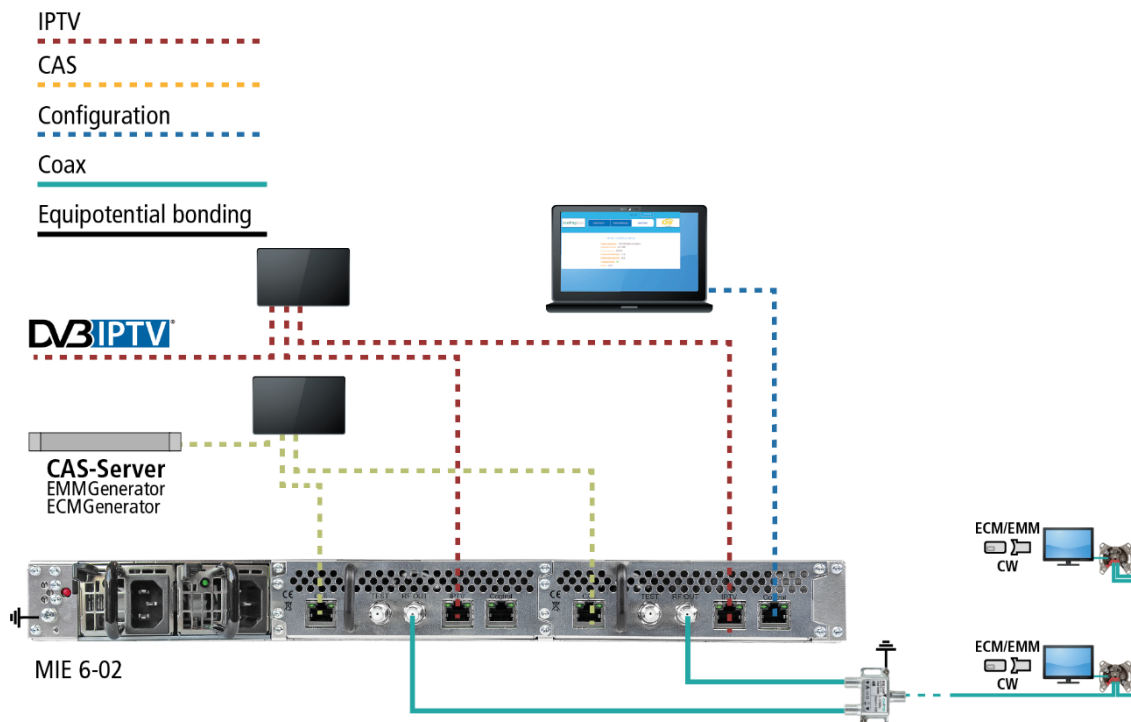 IPTV
CAS
Configuration
Coax
Equipotential bonding
DVB IPTV
CAS-Server
EMMGenerator
ECMGenerator
ECM/EMM
CW
TEST
RF OUT
IPTV
Control
TEST
RF OUT
IPTV
MIE 6-02
ECM/EMM
CW